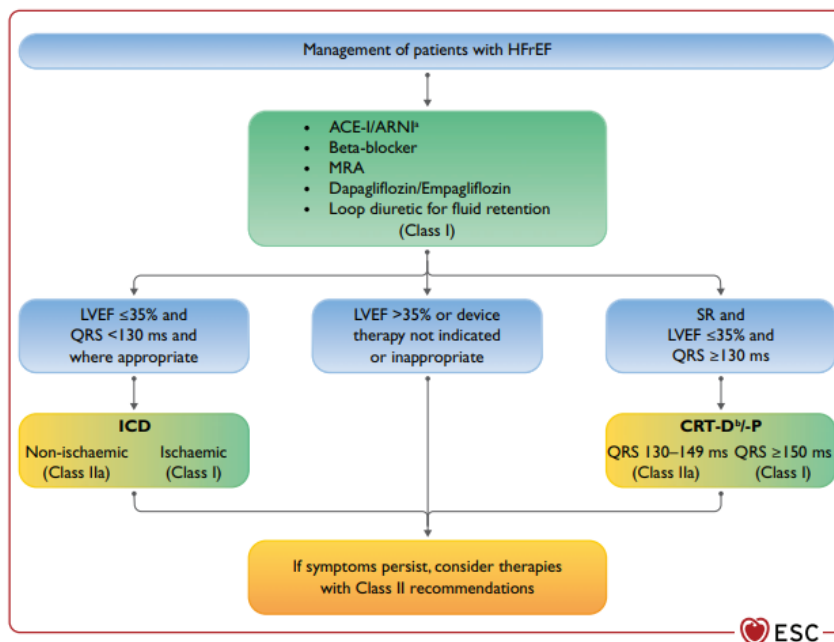 Management of patients with HFrEF
• ACE-I/ARNIᵃ
• Beta-blocker
• MRA
• Dapagliflozin/Empagliflozin
• Loop diuretic for fluid retention
(Class I)
LVEF ≤35% and
QRS <130 ms and
where appropriate
LVEF >35% or device
therapy not indicated
or inappropriate
SR and
LVEF ≤35% and
QRS ≥130 ms
ICD
Non-ischaemic
(Class IIa)
Ischaemic
(Class I)
CRT-Dᵇ/-P
QRS 130–149 ms
(Class IIa)
QRS ≥150 ms
(Class I)
If symptoms persist, consider therapies
with Class II recommendations
ESC